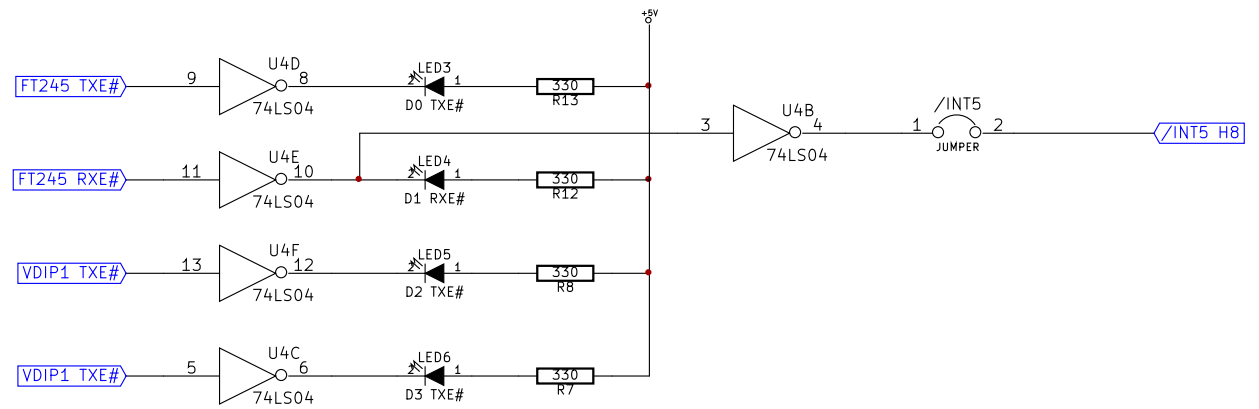 +5V
FT245 TXE#
9
U4D
8
74LS04
LED3
2
1
D0 TXE#
330
R13
3
U4B
4
74LS04
/INT5
1
2
JUMPER
/INT5 H8
FT245 RXE#
11
U4E
10
74LS04
LED4
2
1
D1 RXE#
330
R12
VDIP1 TXE#
13
U4F
12
74LS04
LED5
2
1
D2 TXE#
330
R8
VDIP1 TXE#
5
U4C
6
74LS04
LED6
2
1
D3 TXE#
330
R7